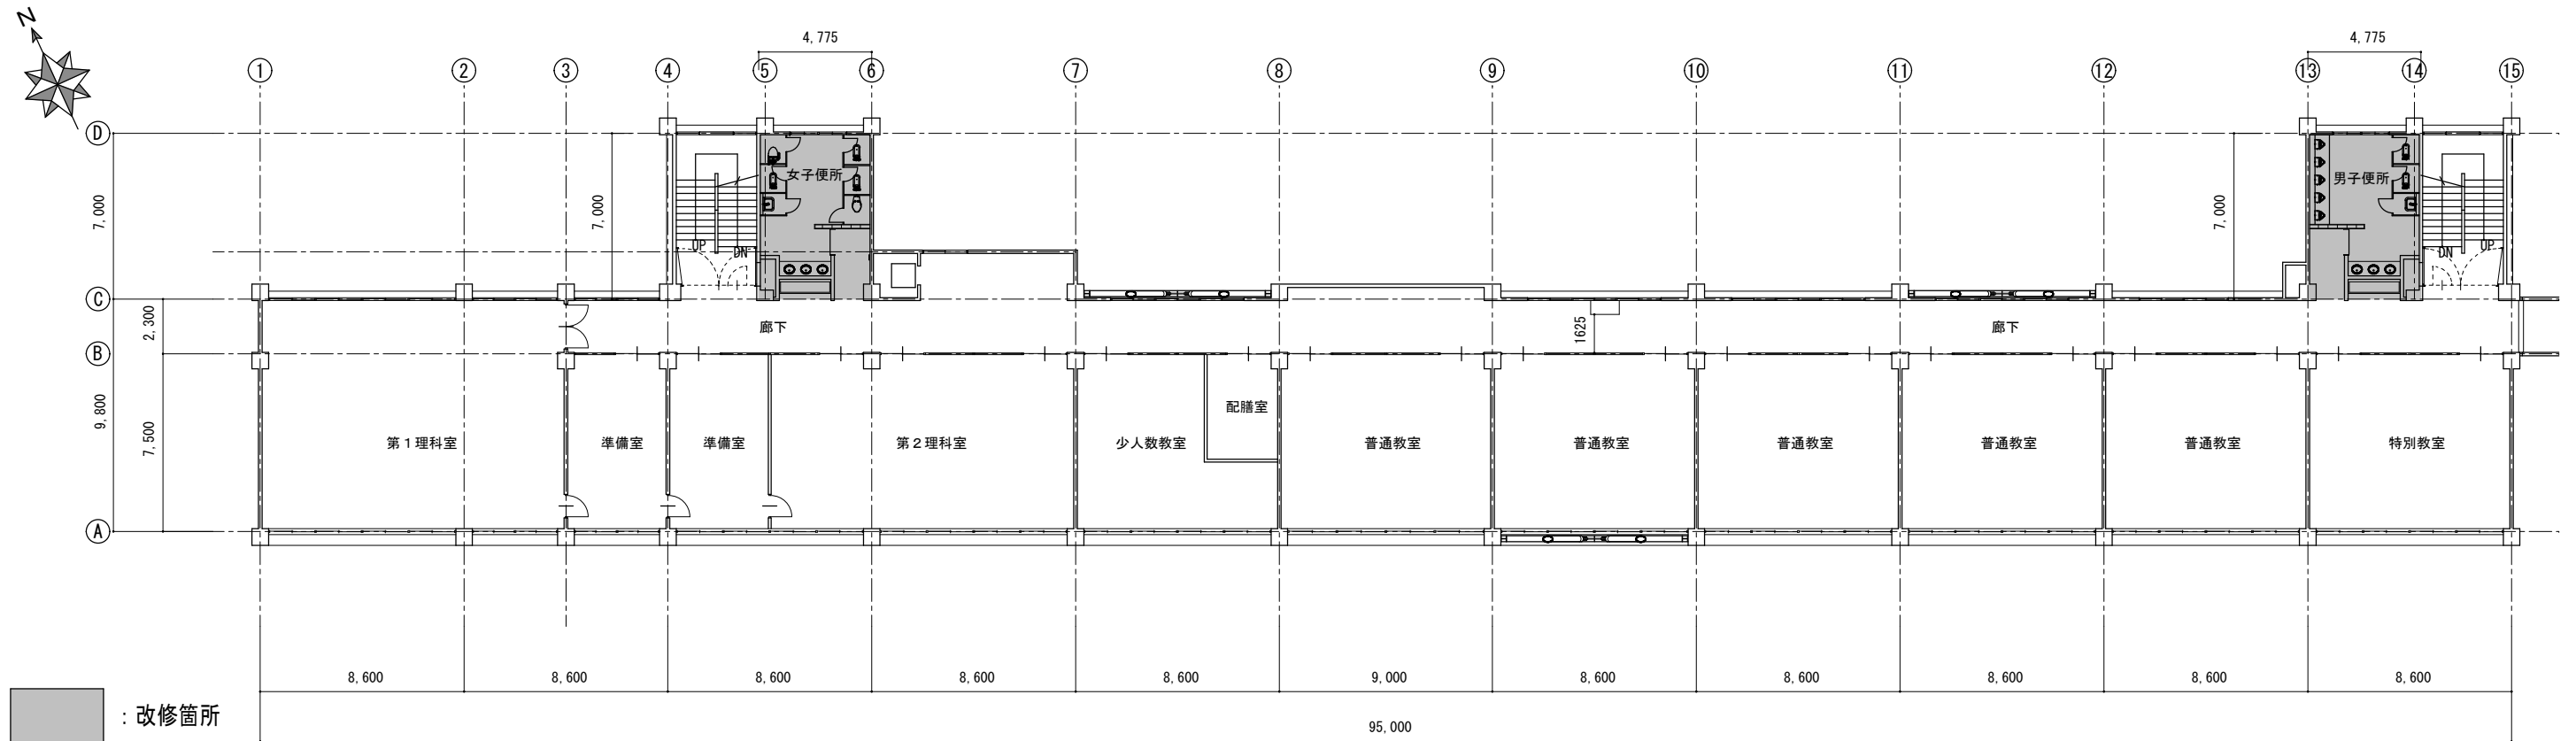 N
4,775
4,775
① ② ③ ④ ⑤ ⑥ ⑦ ⑧ ⑨ ⑩ ⑪ ⑫ ⑬ ⑭ ⑮
Ⓓ
女子便所
男子便所
7,000
7,000
7,000
UP
DN
DN
UP
Ⓒ
2,300
廊下
1625
廊下
Ⓑ
9,800
7,500
配膳室
第1理科室
準備室
準備室
第2理科室
少人数教室
普通教室
普通教室
普通教室
普通教室
普通教室
特別教室
Ⓐ
8,600 8,600 8,600 8,600 8,600 9,000 8,600 8,600 8,600 8,600 8,600
:改修箇所
95,000